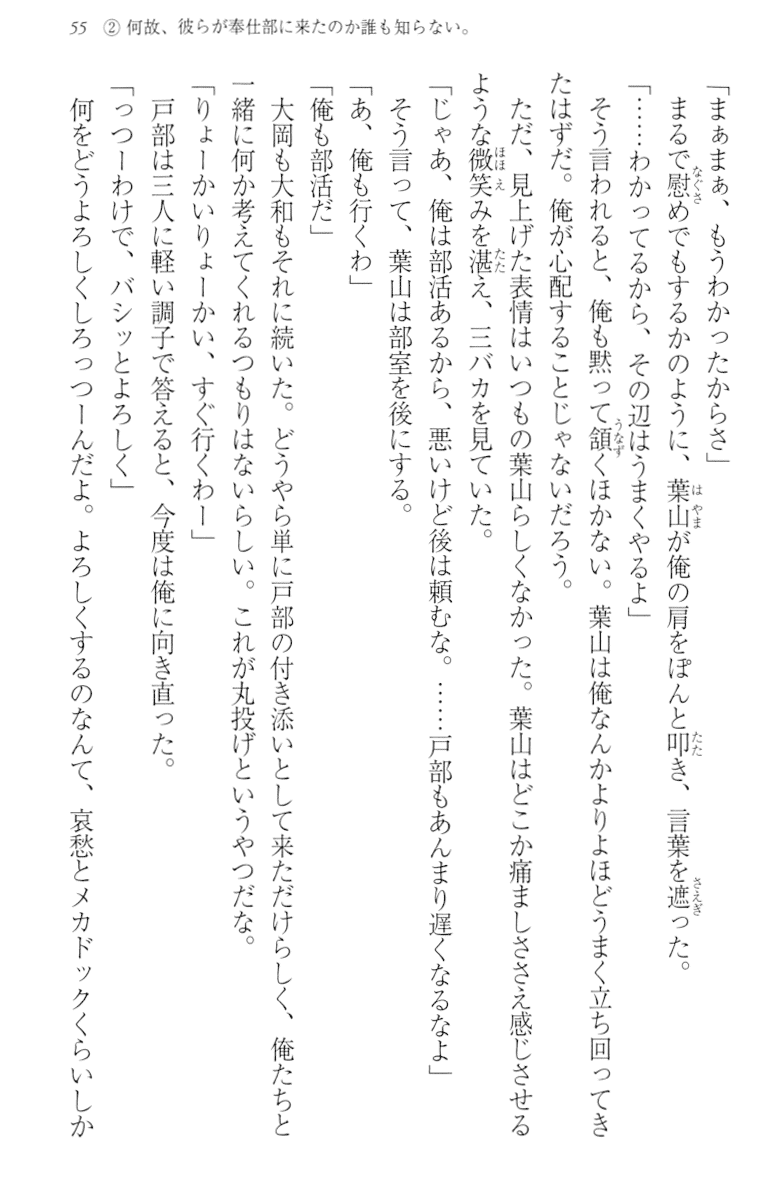 55 ② 何故、彼らが奉仕部に来たのか誰も知らない。
「まぁまぁ、もうわかったからさ」
まるで慰めでもするかのように、葉山が俺の肩をぽんと叩き、言葉を遮った。
「……わかってるから、その辺はうまくやるよ」
そう言われると、俺も黙って頷くほかない。葉山は俺なんかよりよほどうまく立ち回ってき
たはずだ。俺が心配することじゃないだろう。
ただ、見上げた表情はいつもの葉山らしくなかった。葉山はどこか痛ましささえ感じさせる
ような微笑みを湛え、三バカを見ていた。
「じゃあ、俺は部活あるから、悪いけど後は頼むな。……戸部もあんまり遅くなるなよ」
そう言って、葉山は部室を後にする。
「あ、俺も行くわ」
「俺も部活だ」
大岡も大和もそれに続いた。どうやら単に戸部の付き添いとして来ただけらしく、俺たちと
一緒に何か考えてくれるつもりはないらしい。これが丸投げというやつだな。
「りょーかいりょーかい、すぐ行くわー」
戸部は三人に軽い調子で答えると、今度は俺に向き直った。
「っつーわけで、バシッとよろしく」
何をどうよろしくしろっつーんだよ。よろしくするのなんて、哀愁とメカドックくらいしか